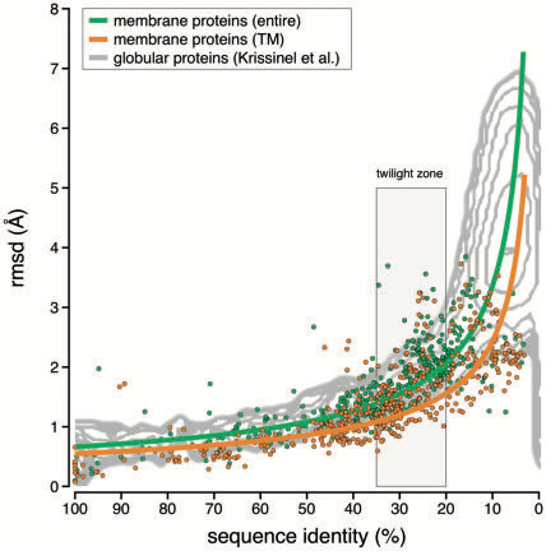 8
membrane proteins (entire)
membrane proteins (TM)
globular proteins (Krissinel et al.)
7
6
twilight zone
5
rmsd (Å)
4
3
2
1
0
100 90 80 70 60 50 40 30 20 10 0
sequence identity (%)